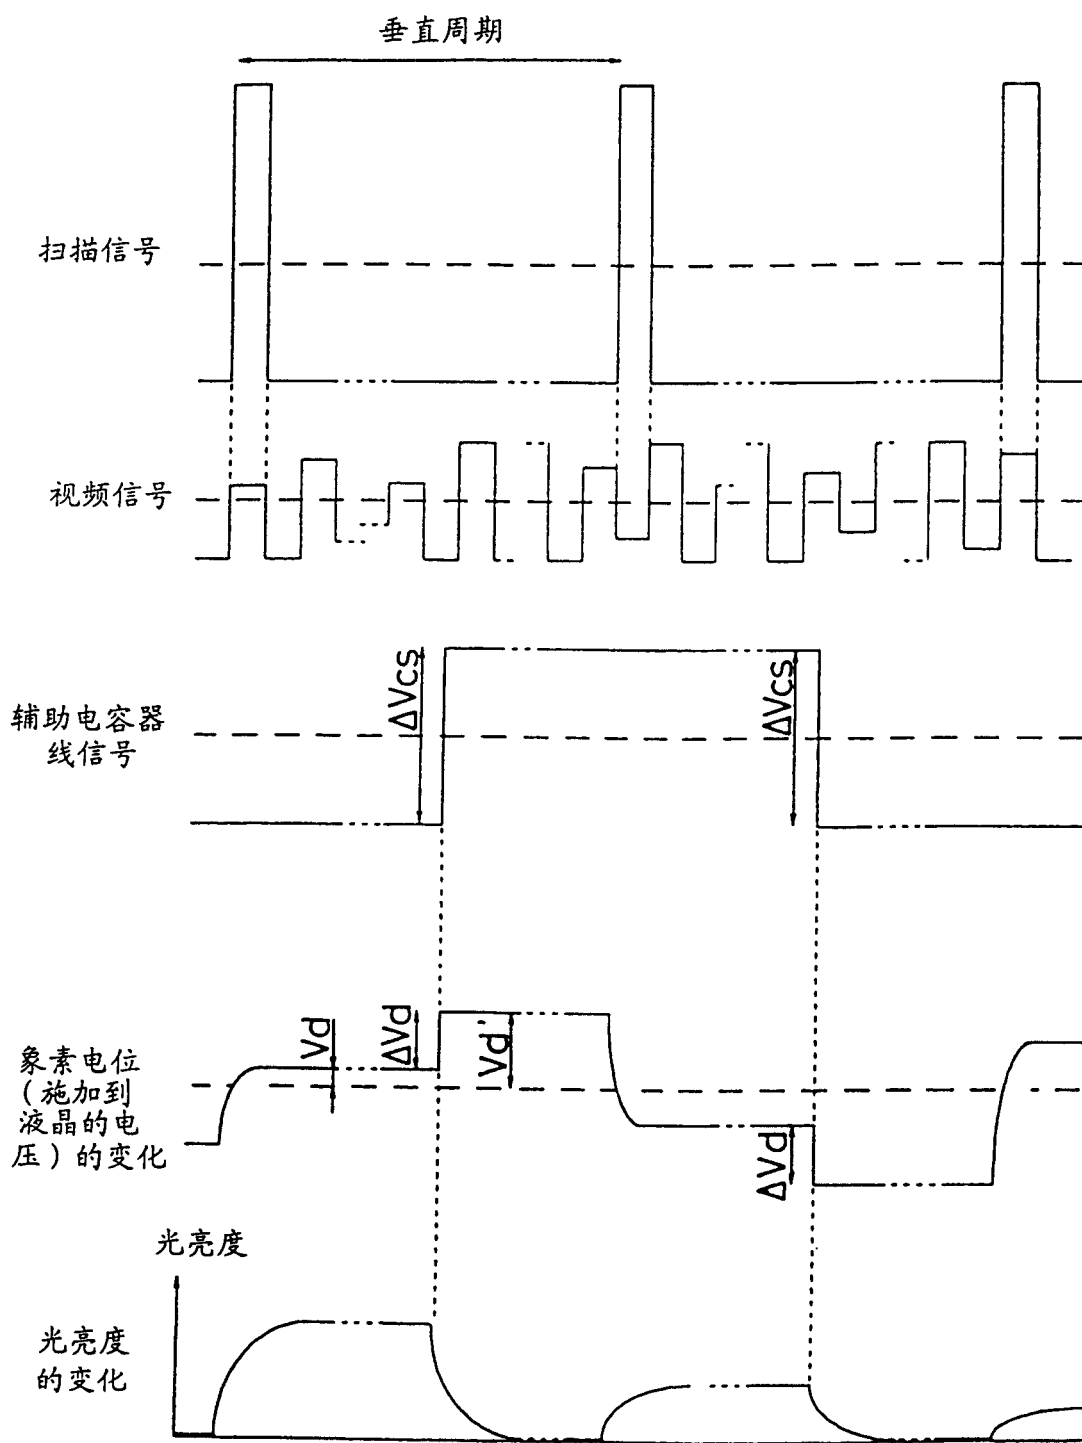 垂直周期
扫描信号
视频信号
ΔVcs
ΔVcs
辅助电容器
线信号
Vd
ΔVd
Vd'
ΔVd
象素电位
(施加到
液晶的电
压)的变化
光亮度
光亮度
的变化